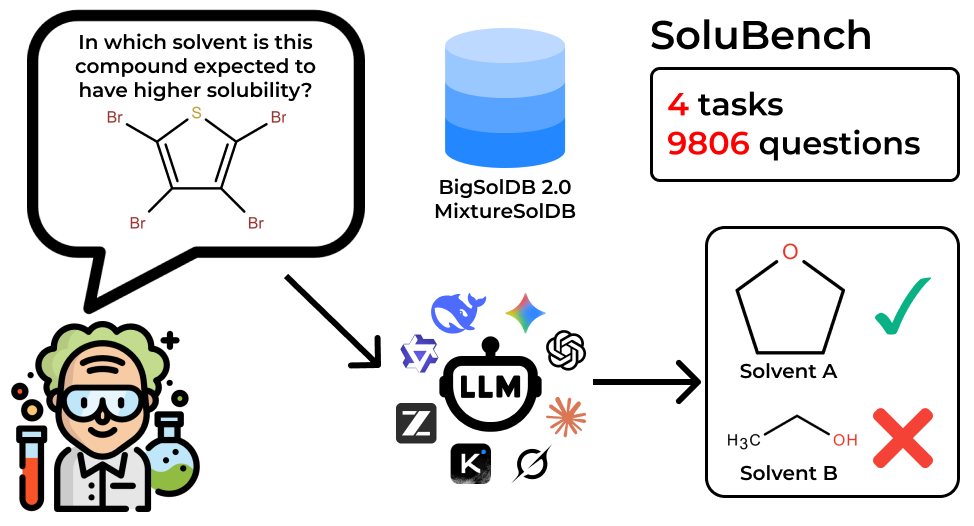 In which solvent is this
compound expected to
have higher solubility?
S
Br
Br
Br
Br
BigSolDB 2.0
MixtureSolDB
SoluBench
4 tasks
9806 questions
LLM
Z
K
O
Solvent A
H3C
OH
Solvent B